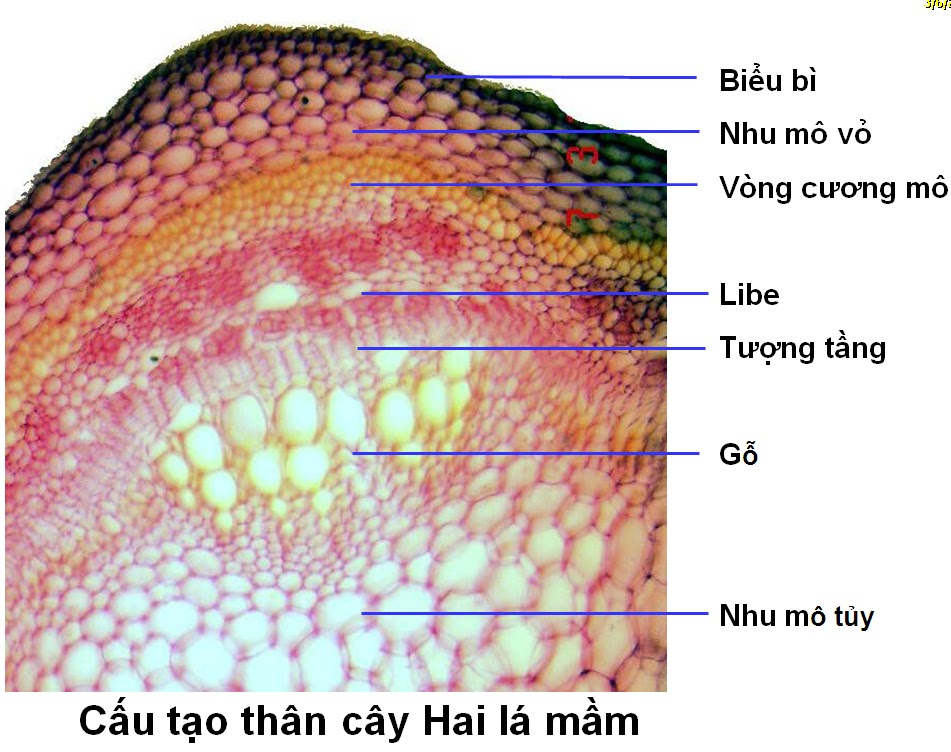 Biểu bì
Nhu mô vỏ
Vòng cương mô
Libe
Tượng tầng
Gỗ
Nhu mô tủy
Cấu tạo thân cây Hai lá mầm